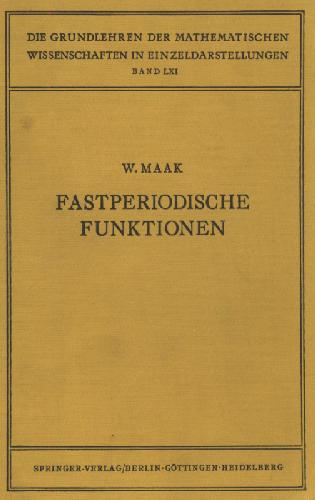 DIE GRUNDLEHREN DER MATHEMATISCHEN
WISSENSCHAFTEN IN EINZELDARSTELLUNGEN
BAND LXI
W. MAAK
FASTPERIODISCHE
FUNKTIONEN
SPRINGER-VERLAG/BERLIN-GÖTTINGEN-HEIDELBERG